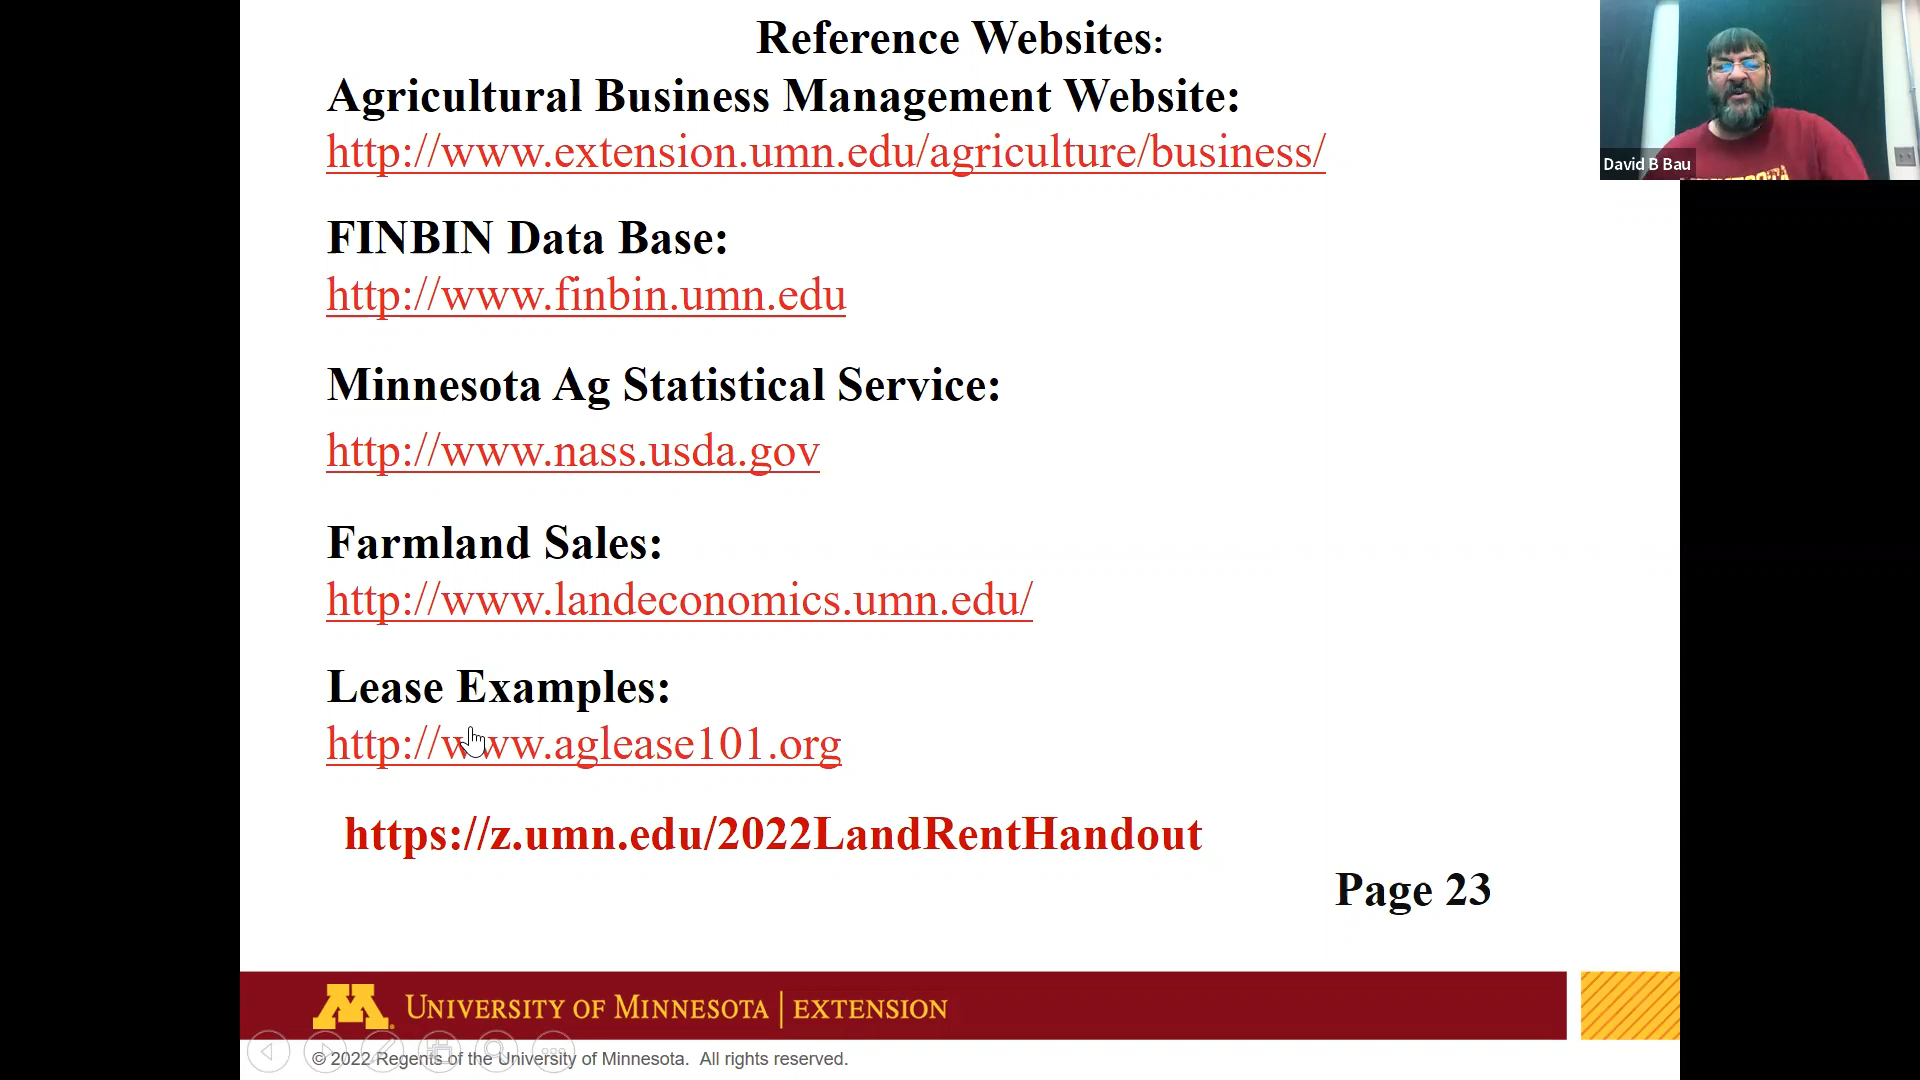 Reference Websites:
Agricultural Business Management Website:
http://www.extension.umn.edu/agriculture/business/
David B Bau
FINBIN Data Base:
http://www.finbin.umn.edu
Minnesota Ag Statistical Service:
http://www.nass.usda.gov
Farmland Sales:
http://www.landeconomics.umn.edu/
Lease Examples:
http://www.aglease101.org
https://z.umn.edu/2022LandRentHandout
Page 23
M UNIVERSITY OF MINNESOTA | EXTENSION
© 2022 Regents of the University of Minnesota. All rights reserved.